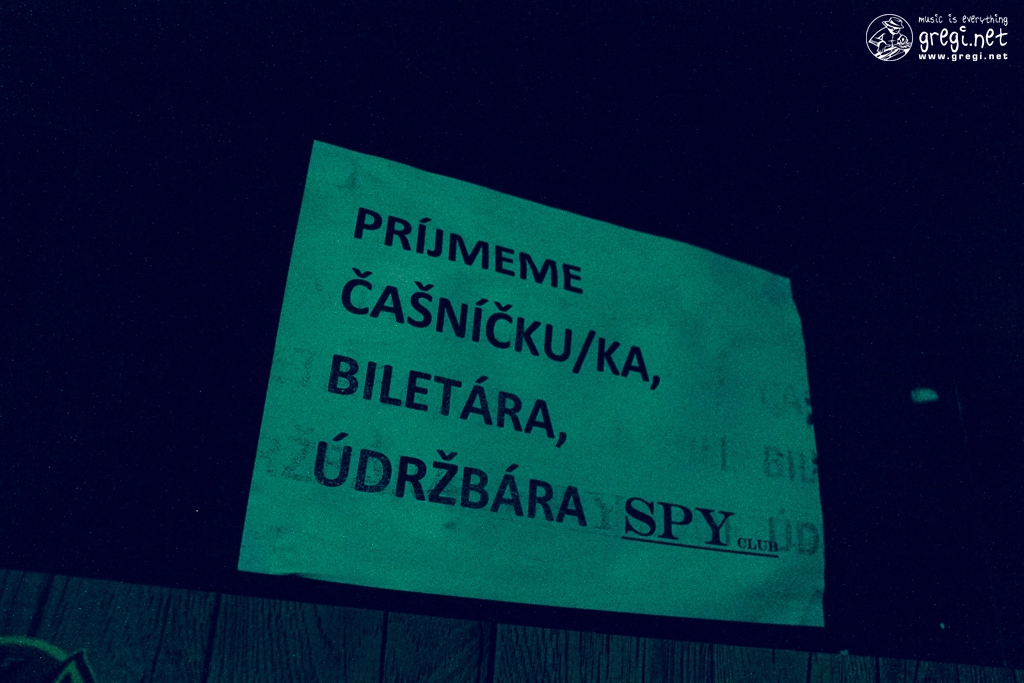 music is everything
gregi.net
www.gregi.net
PRÍJMEME
ČAŠNÍČKU/KA,
BILETÁRA,
ÚDRŽBÁRA SPY CLUB